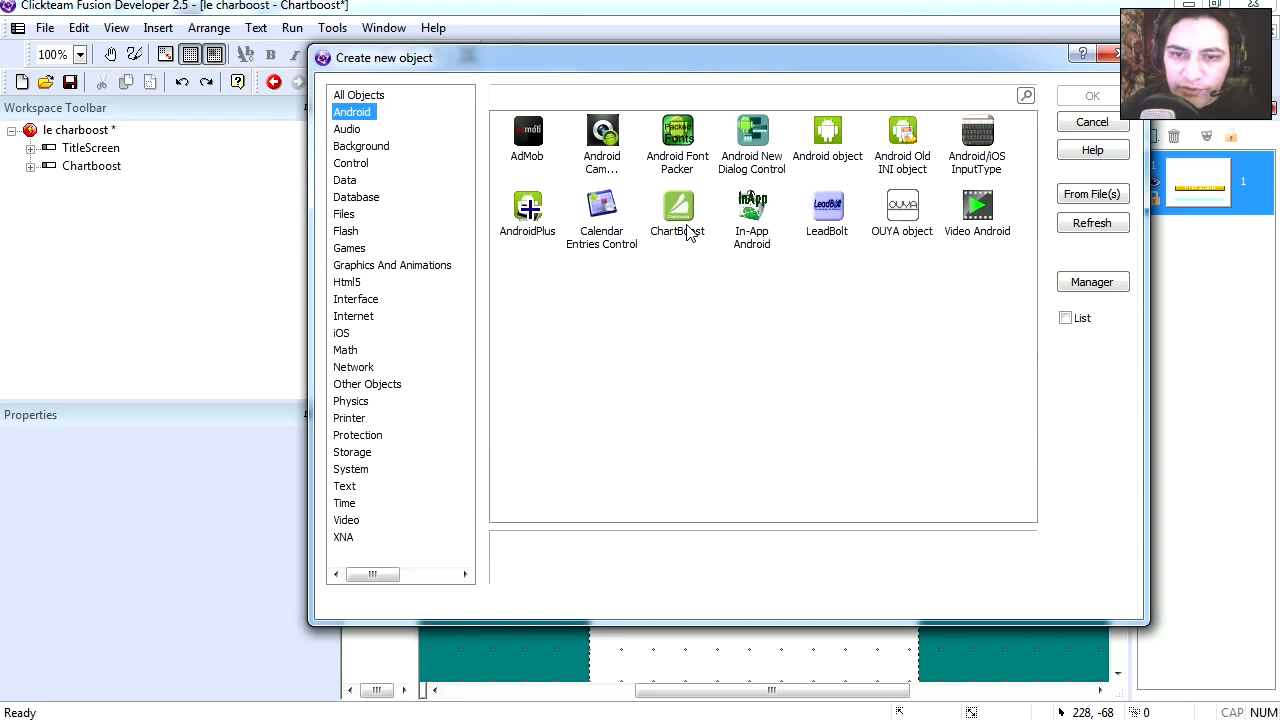 Clickteam Fusion Developer 2.5 - [le charboost - Chartboost*]
File Edit View Insert Arrange Text Run Tools Window Help
100%
Workspace Toolbar
le charboost *
TitleScreen
Chartboost
Properties
Create new object
All Objects
Android
Audio
Background
Control
Data
Database
Files
Flash
Games
Graphics And Animations
Html5
Interface
Internet
iOS
Math
Network
Other Objects
Physics
Printer
Protection
Storage
System
Text
Time
Video
XNA
AdMob
Android Cam...
Android Font Packer
Android New Dialog Control
Android object
Android Old INI object
Android/iOS InputType
AndroidPlus
Calendar Entries Control
ChartBoost
In-App Android
LeadBolt
OUYA object
Video Android
OK
Cancel
Help
From File(s)
Refresh
Manager
List
1
Ready
228, -68
0
CAP NUM